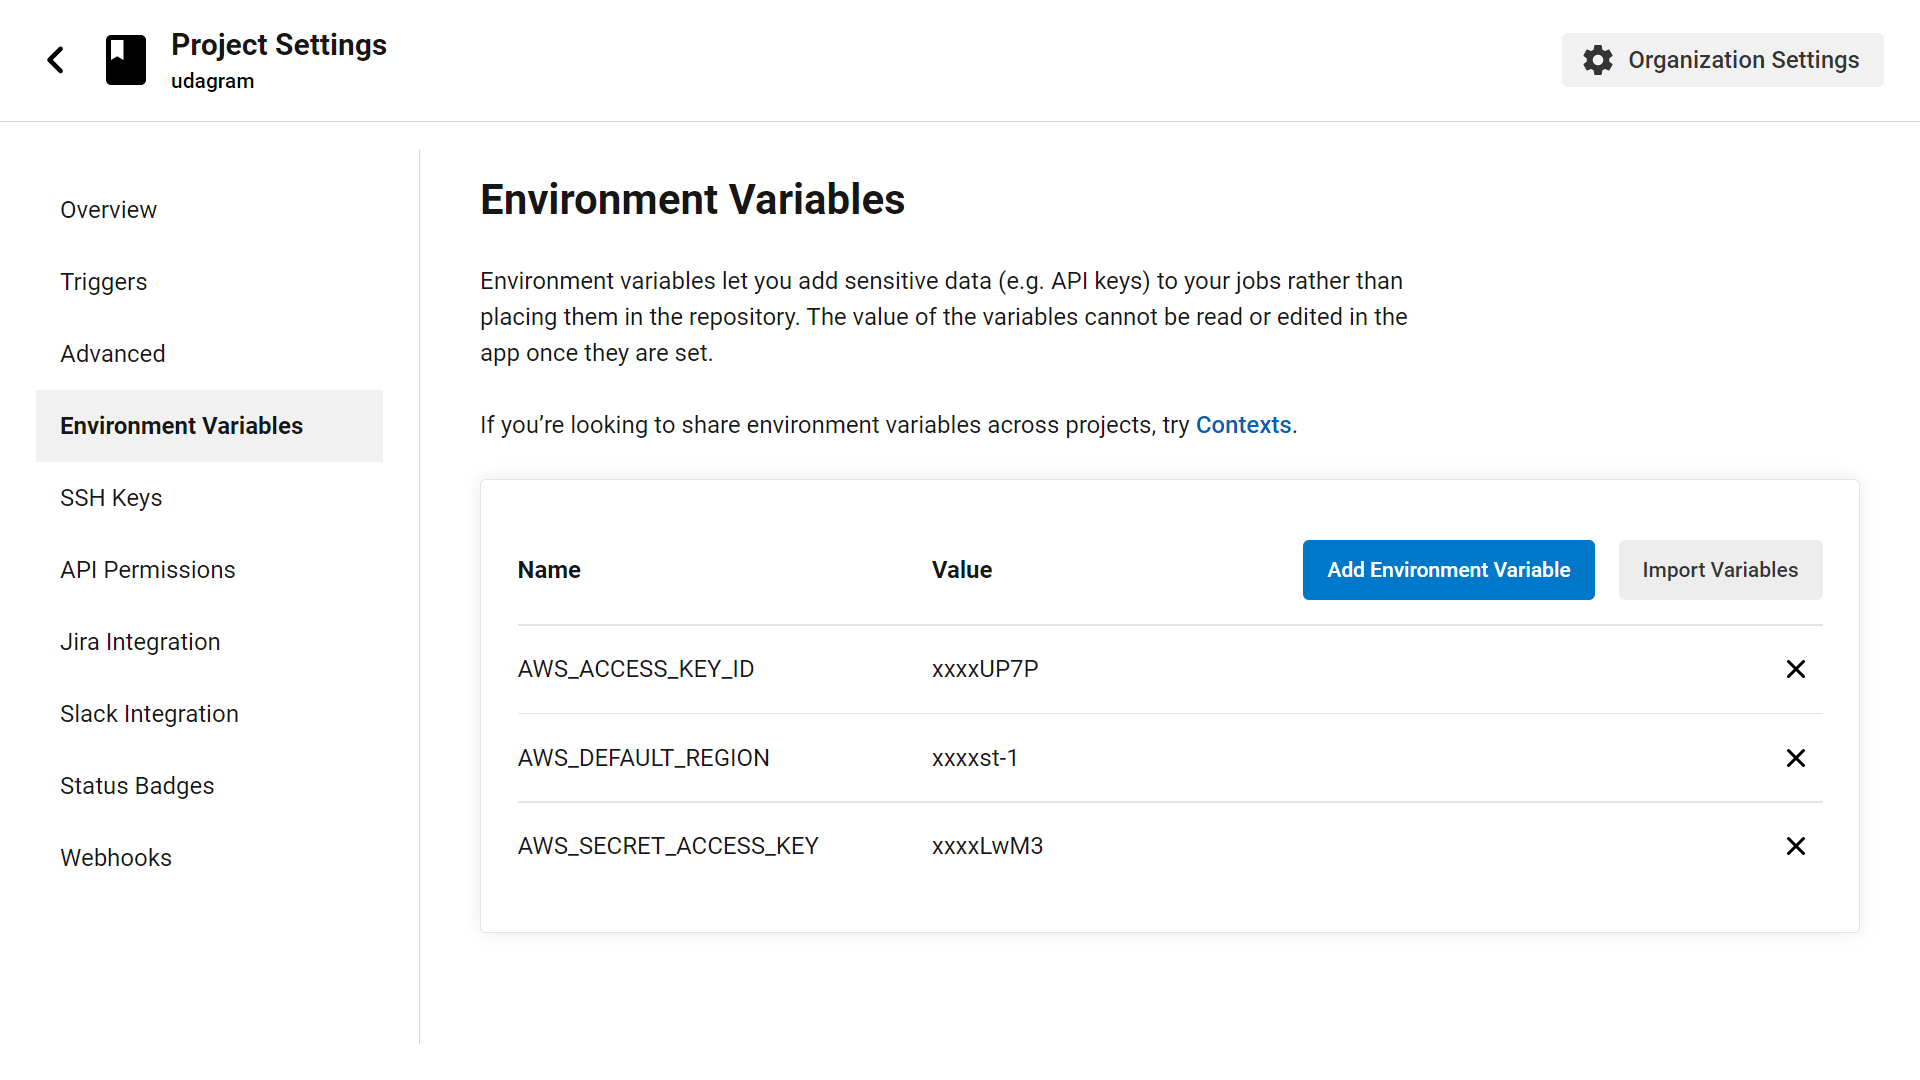 Project Settings
udagram
Organization Settings
Overview
Triggers
Advanced
Environment Variables
SSH Keys
API Permissions
Jira Integration
Slack Integration
Status Badges
Webhooks
Environment Variables
Environment variables let you add sensitive data (e.g. API keys) to your jobs rather than
placing them in the repository. The value of the variables cannot be read or edited in the
app once they are set.
If you’re looking to share environment variables across projects, try Contexts.
Name Value Add Environment Variable Import Variables
AWS_ACCESS_KEY_ID xxxxUP7P
AWS_DEFAULT_REGION xxxxst-1
AWS_SECRET_ACCESS_KEY xxxxLwM3